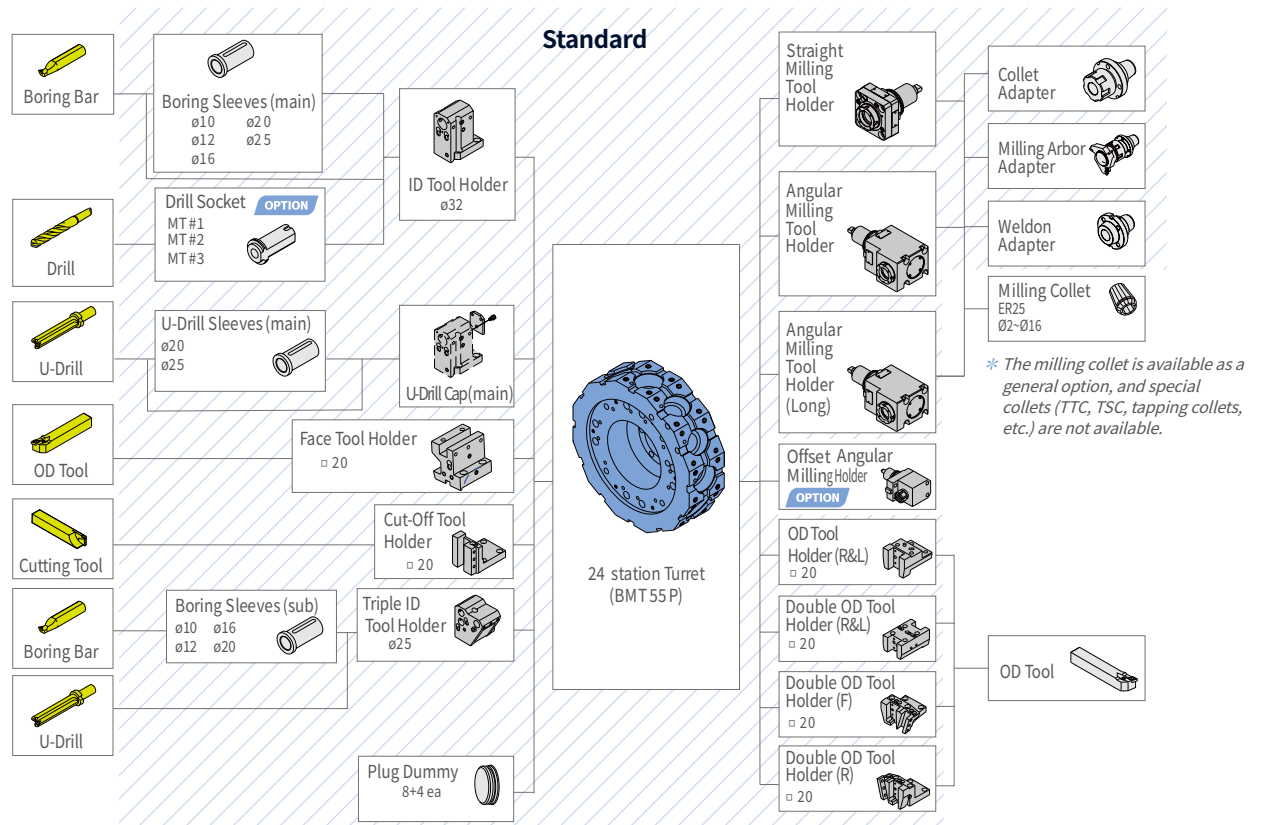 Standard
Boring Bar
Boring Sleeves (main)
ø10 ø20
ø12 ø25
ø16
ID Tool Holder
ø32
Drill
Drill Socket OPTION
MT #1
MT #2
MT #3
U-Drill
U-Drill Sleeves (main)
ø20
ø25
U-Drill Cap(main)
OD Tool
Face Tool Holder
▫ 20
Cutting Tool
Cut-Off Tool
Holder
▫ 20
Boring Bar
Boring Sleeves (sub)
ø10 ø16
ø12 ø20
Triple ID
Tool Holder
ø25
U-Drill
Plug Dummy
8+4 ea
24 station Turret
(BMT 55 P)
Straight
Milling
Tool
Holder
Angular
Milling
Tool
Holder
Angular
Milling
Tool
Holder
(Long)
Offset Angular
Milling Holder
OPTION
OD Tool
Holder (R&L)
▫ 20
Double OD Tool
Holder (R&L)
▫ 20
Double OD Tool
Holder (F)
▫ 20
Double OD Tool
Holder (R)
▫ 20
Collet
Adapter
Milling Arbor
Adapter
Weldon
Adapter
Milling Collet
ER25
Ø2~Ø16
* The milling collet is available as a
general option, and special
collets (TTC, TSC, tapping collets,
etc.) are not available.
OD Tool